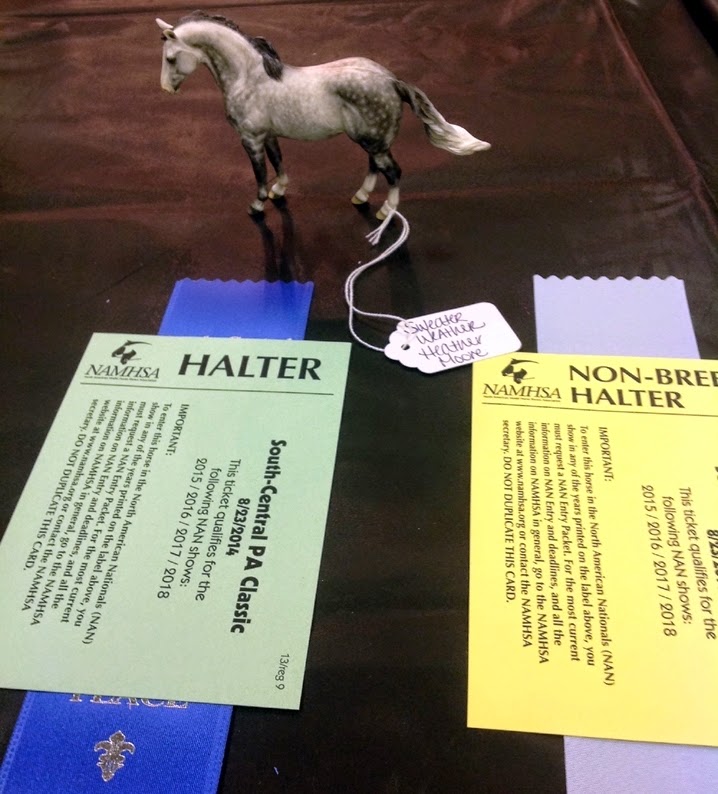 Sweater
Weather
Heather
Moore
NAMHSA
HALTER
South-Central PA Classic
8/23/2014
This ticket qualifies for the
following NAN shows:
2015 / 2016 / 2017 / 2018
IMPORTANT:
To enter this horse in the North American Nationals (NAN)
show in any of the years printed on the label above, you
must request a NAN Entry Packet. For the most current
information on NAN Entry and deadlines, and all the
information on NAMHSA in general, go to the NAMHSA
website at www.namhsa.org or contact the NAMHSA
secretary. DO NOT DUPLICATE THIS CARD.
13/reg 9
PLACE
NAMHSA
NON-BREE
HALTER
8/23/20
This ticket qualifies for the
following NAN shows:
2015 / 2016 / 2017 / 2018
IMPORTANT:
To enter this horse in the North American Nationals (NAN)
show in any of the years printed on the label above, you
must request a NAN Entry Packet. For the most current
information on NAN Entry and deadlines, and all the
information on NAMHSA in general, go to the NAMHSA
website at www.namhsa.org or contact the NAMHSA
secretary. DO NOT DUPLICATE THIS CARD.